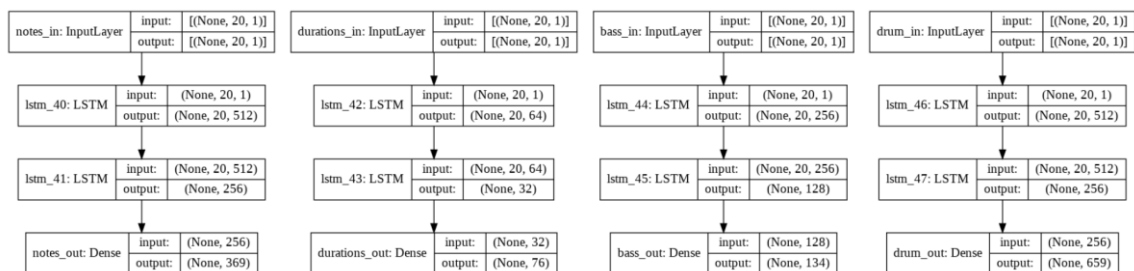 notes_in: InputLayer
input: [(None, 20, 1)]
output: [(None, 20, 1)]
lstm_40: LSTM
input: (None, 20, 1)
output: (None, 20, 512)
lstm_41: LSTM
input: (None, 20, 512)
output: (None, 256)
notes_out: Dense
input: (None, 256)
output: (None, 369)
durations_in: InputLayer
input: [(None, 20, 1)]
output: [(None, 20, 1)]
lstm_42: LSTM
input: (None, 20, 1)
output: (None, 20, 64)
lstm_43: LSTM
input: (None, 20, 64)
output: (None, 32)
durations_out: Dense
input: (None, 32)
output: (None, 76)
bass_in: InputLayer
input: [(None, 20, 1)]
output: [(None, 20, 1)]
lstm_44: LSTM
input: (None, 20, 1)
output: (None, 20, 256)
lstm_45: LSTM
input: (None, 20, 256)
output: (None, 128)
bass_out: Dense
input: (None, 128)
output: (None, 134)
drum_in: InputLayer
input: [(None, 20, 1)]
output: [(None, 20, 1)]
lstm_46: LSTM
input: (None, 20, 1)
output: (None, 20, 512)
lstm_47: LSTM
input: (None, 20, 512)
output: (None, 256)
drum_out: Dense
input: (None, 256)
output: (None, 659)